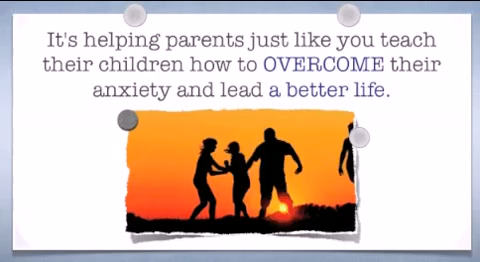 It's helping parents just like you teach
their children how to OVERCOME their
anxiety and lead a better life.